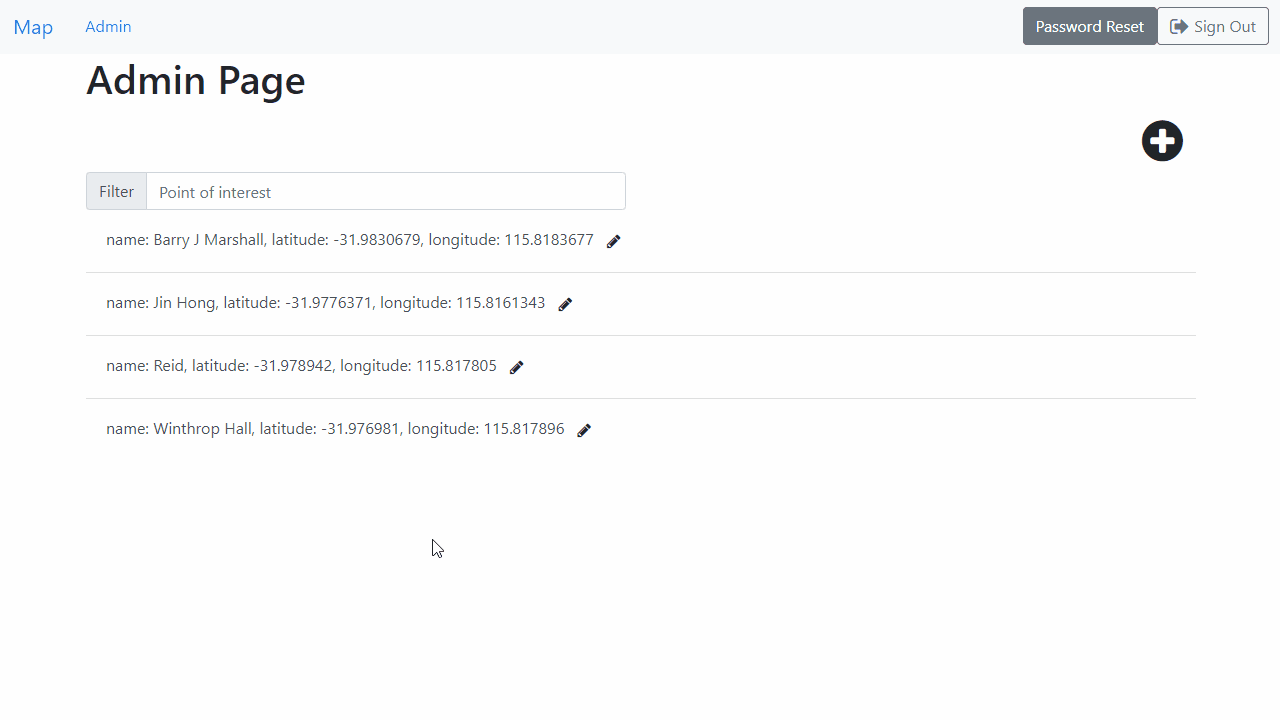 Map Admin Password Reset Sign Out
Admin Page
Filter Point of interest
name: Barry J Marshall, latitude: -31.9830679, longitude: 115.8183677
name: Jin Hong, latitude: -31.9776371, longitude: 115.8161343
name: Reid, latitude: -31.978942, longitude: 115.817805
name: Winthrop Hall, latitude: -31.976981, longitude: 115.817896